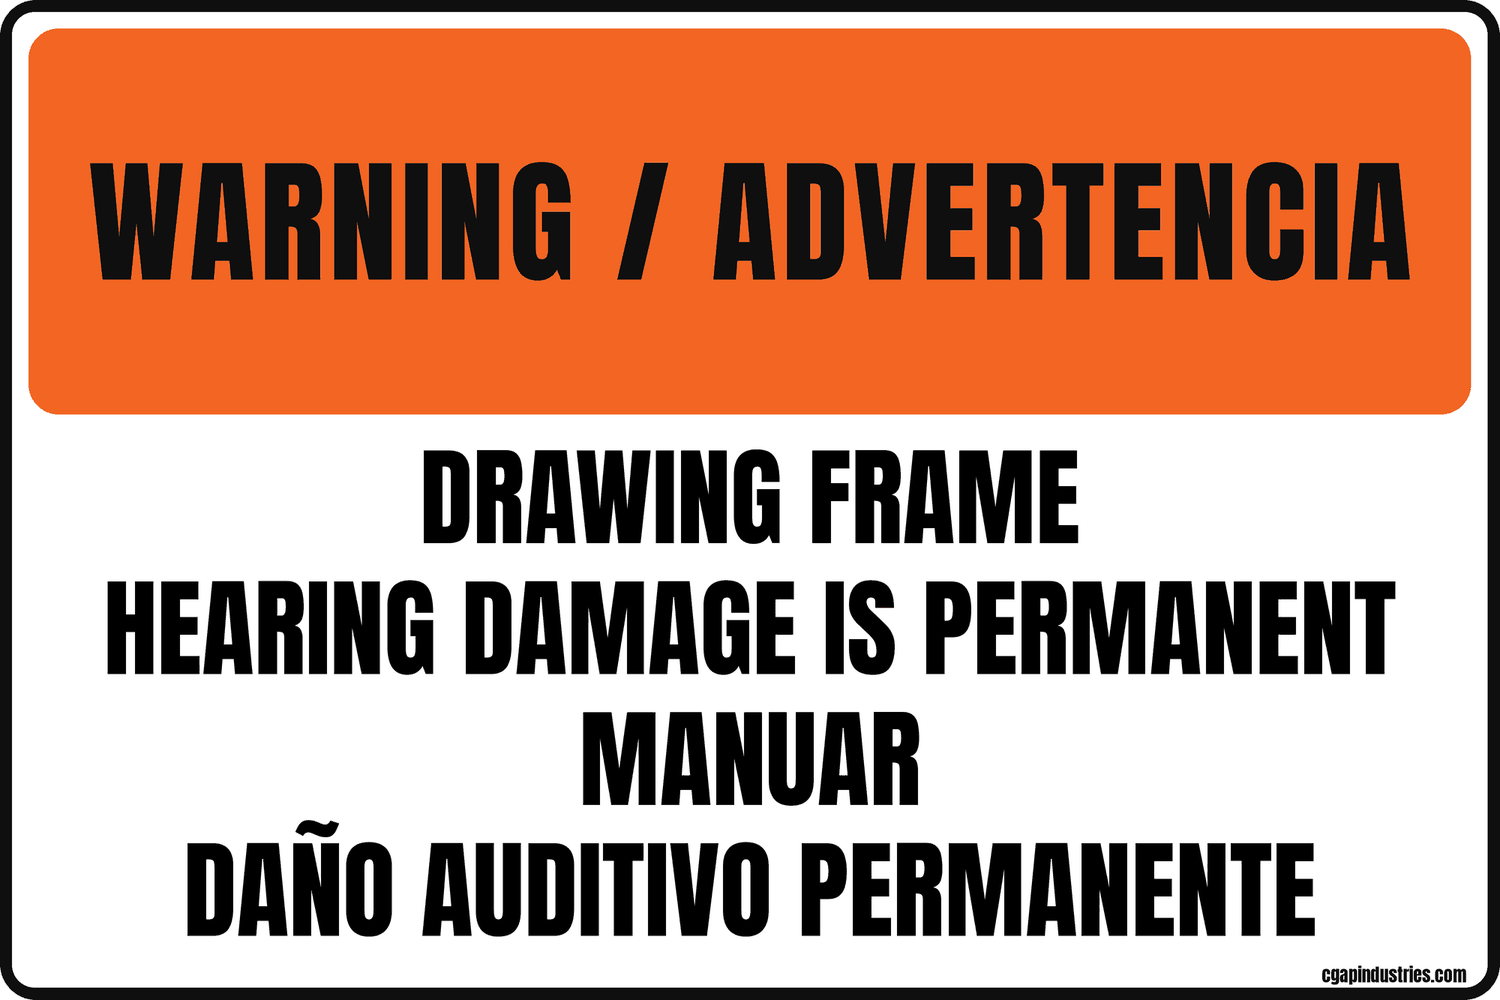 WARNING / ADVERTENCIA
DRAWING FRAME
HEARING DAMAGE IS PERMANENT
MANUAR
DAÑO AUDITIVO PERMANENTE
cgapindustries.com